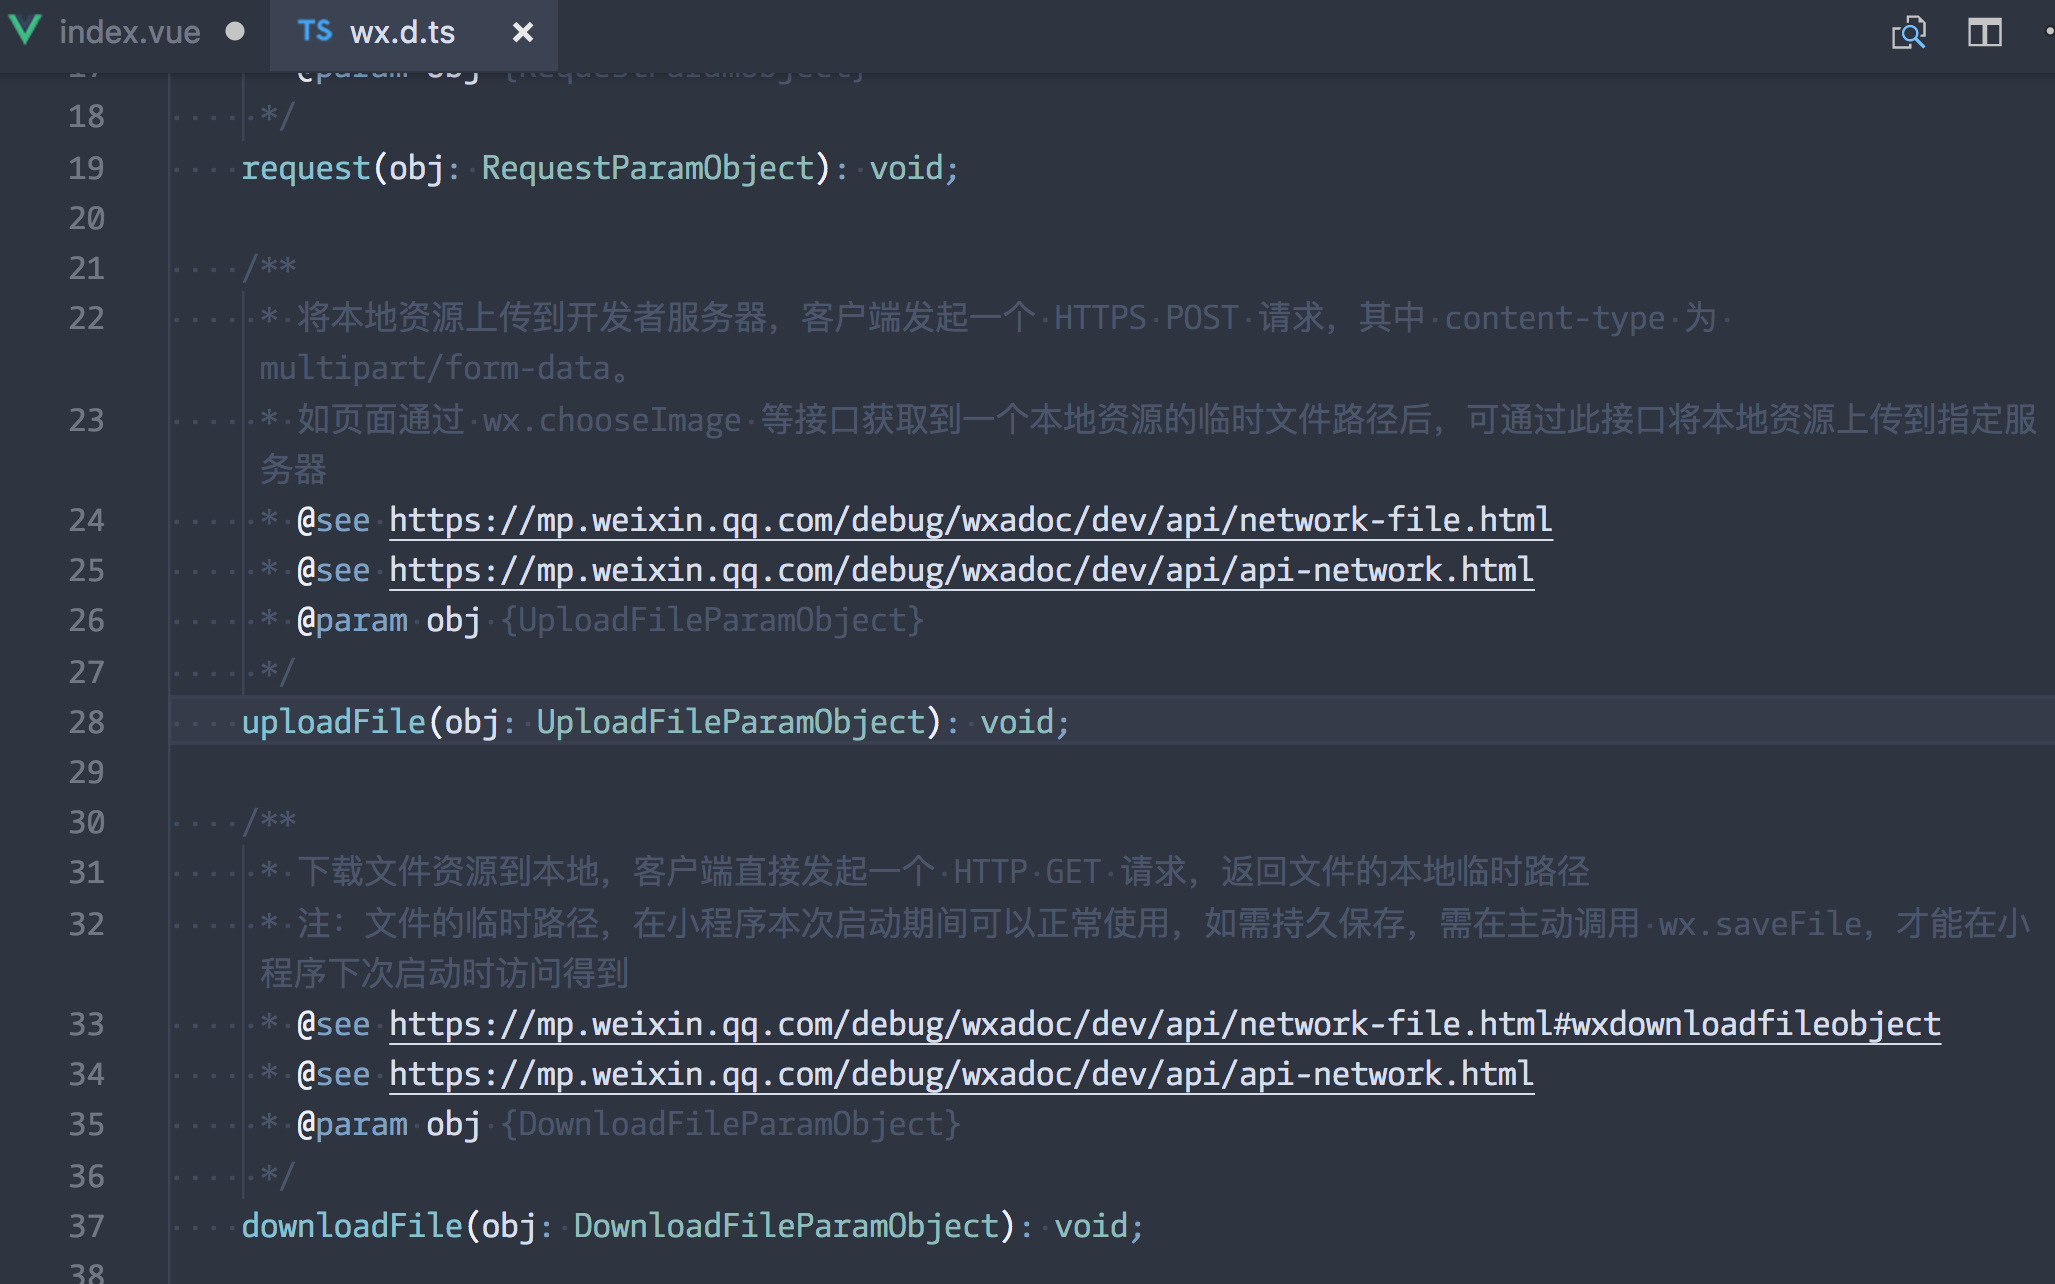 index.vue
TS wx.d.ts
17 @param obj {RequestParamObject}
18 */
19 request(obj: RequestParamObject): void;
20
21 /**
22 * 将本地资源上传到开发者服务器，客户端发起一个 HTTPS POST 请求，其中 content-type 为
multipart/form-data。
23 * 如页面通过 wx.chooseImage 等接口获取到一个本地资源的临时文件路径后，可通过此接口将本地资源上传到指定服
务器
24 * @see https://mp.weixin.qq.com/debug/wxadoc/dev/api/network-file.html
25 * @see https://mp.weixin.qq.com/debug/wxadoc/dev/api/api-network.html
26 * @param obj {UploadFileParamObject}
27 */
28 uploadFile(obj: UploadFileParamObject): void;
29
30 /**
31 * 下载文件资源到本地，客户端直接发起一个 HTTP GET 请求，返回文件的本地临时路径
32 * 注：文件的临时路径，在小程序本次启动期间可以正常使用，如需持久保存，需在主动调用 wx.saveFile，才能在小
程序下次启动时访问得到
33 * @see https://mp.weixin.qq.com/debug/wxadoc/dev/api/network-file.html#wxdownloadfileobject
34 * @see https://mp.weixin.qq.com/debug/wxadoc/dev/api/api-network.html
35 * @param obj {DownloadFileParamObject}
36 */
37 downloadFile(obj: DownloadFileParamObject): void;
38